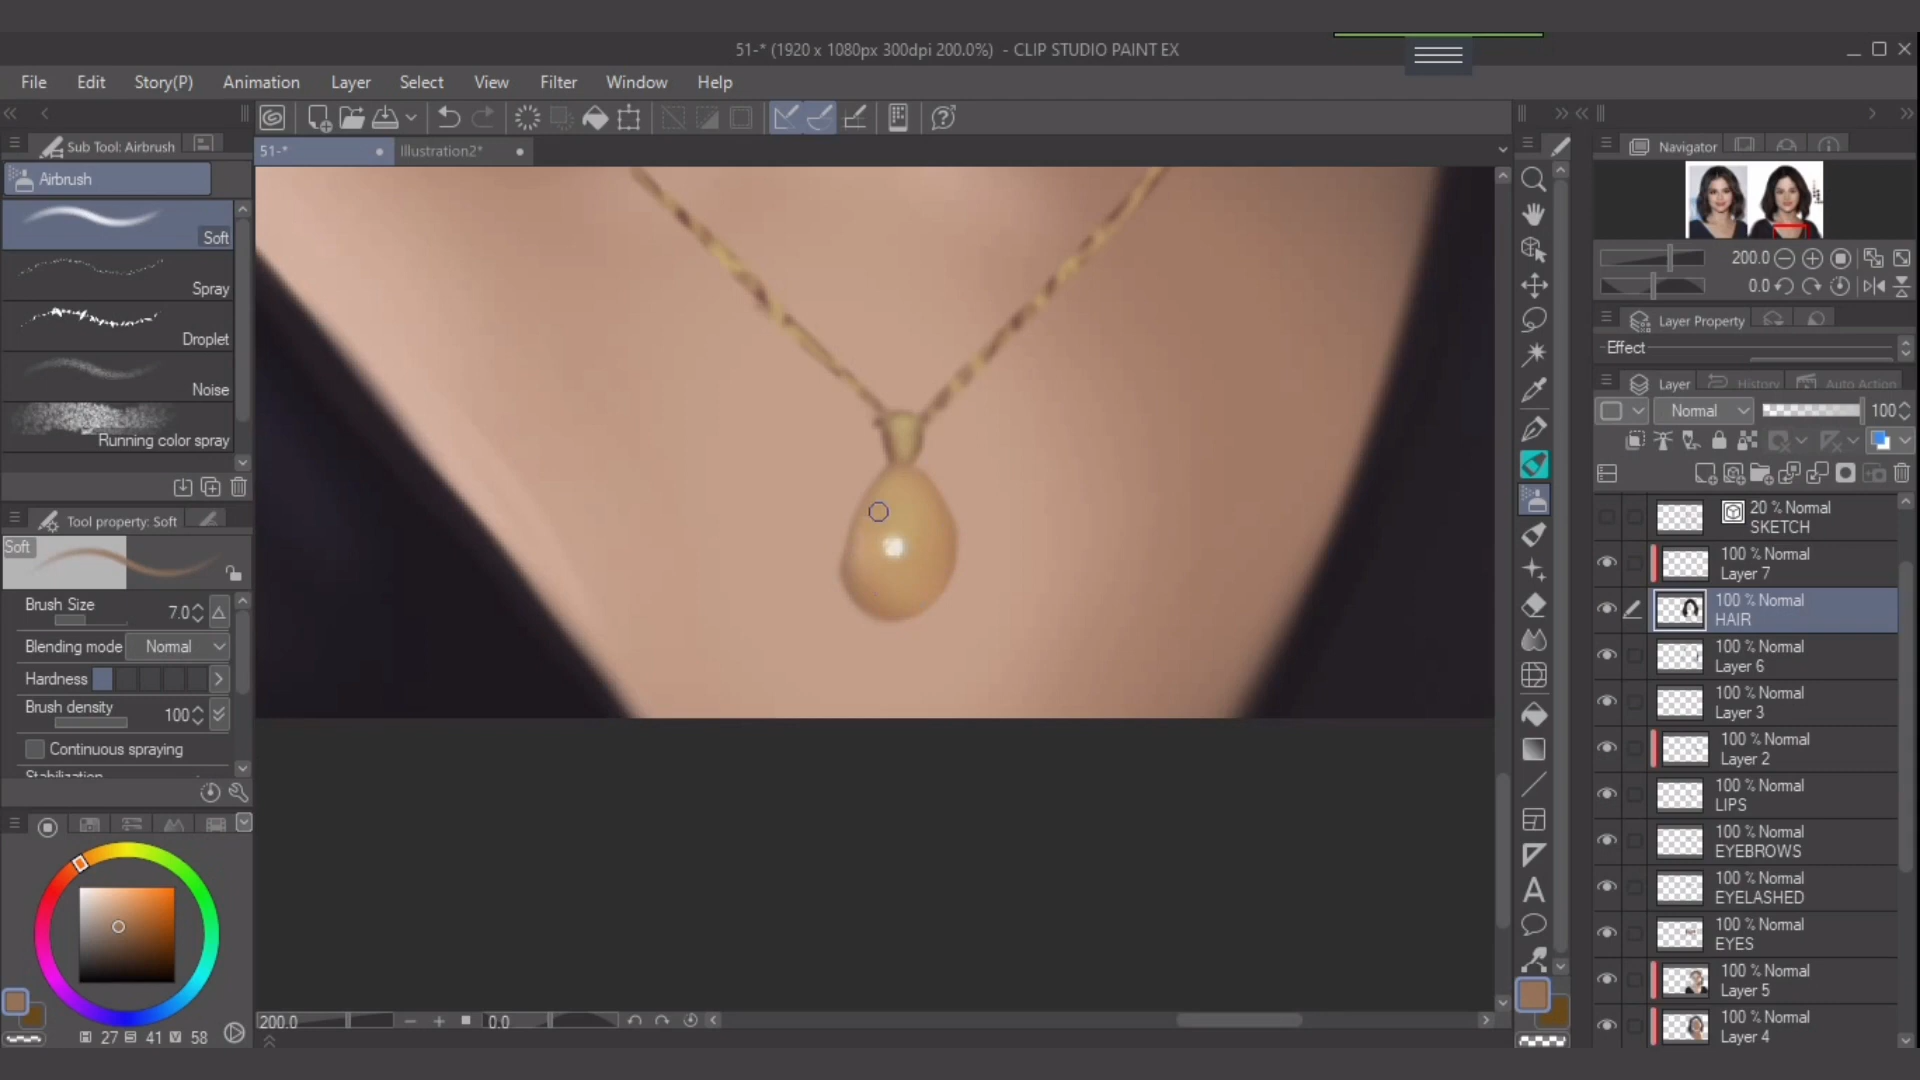 51-* (1920 x 1080px 300dpi 200.0%) - CLIP STUDIO PAINT EX
File Edit Story(P) Animation Layer Select View Filter Window Help
Sub Tool: Airbrush
51-* Illustration2*
Airbrush
Soft
Spray
Droplet
Noise
Running color spray
Tool property: Soft
Soft
Brush Size 7.0
Blending mode Normal
Hardness
Brush density 100
Continuous spraying
Stabilization
H 27 S 41 V 58
200.0 0.0
Navigator
200.0
0.0
Layer Property
Effect
Layer History Auto Action
Normal 100
20 % Normal
SKETCH
100 % Normal
Layer 7
100 % Normal
HAIR
100 % Normal
Layer 6
100 % Normal
Layer 3
100 % Normal
Layer 2
100 % Normal
LIPS
100 % Normal
EYEBROWS
100 % Normal
EYELASHED
100 % Normal
EYES
100 % Normal
Layer 5
100 % Normal
Layer 4